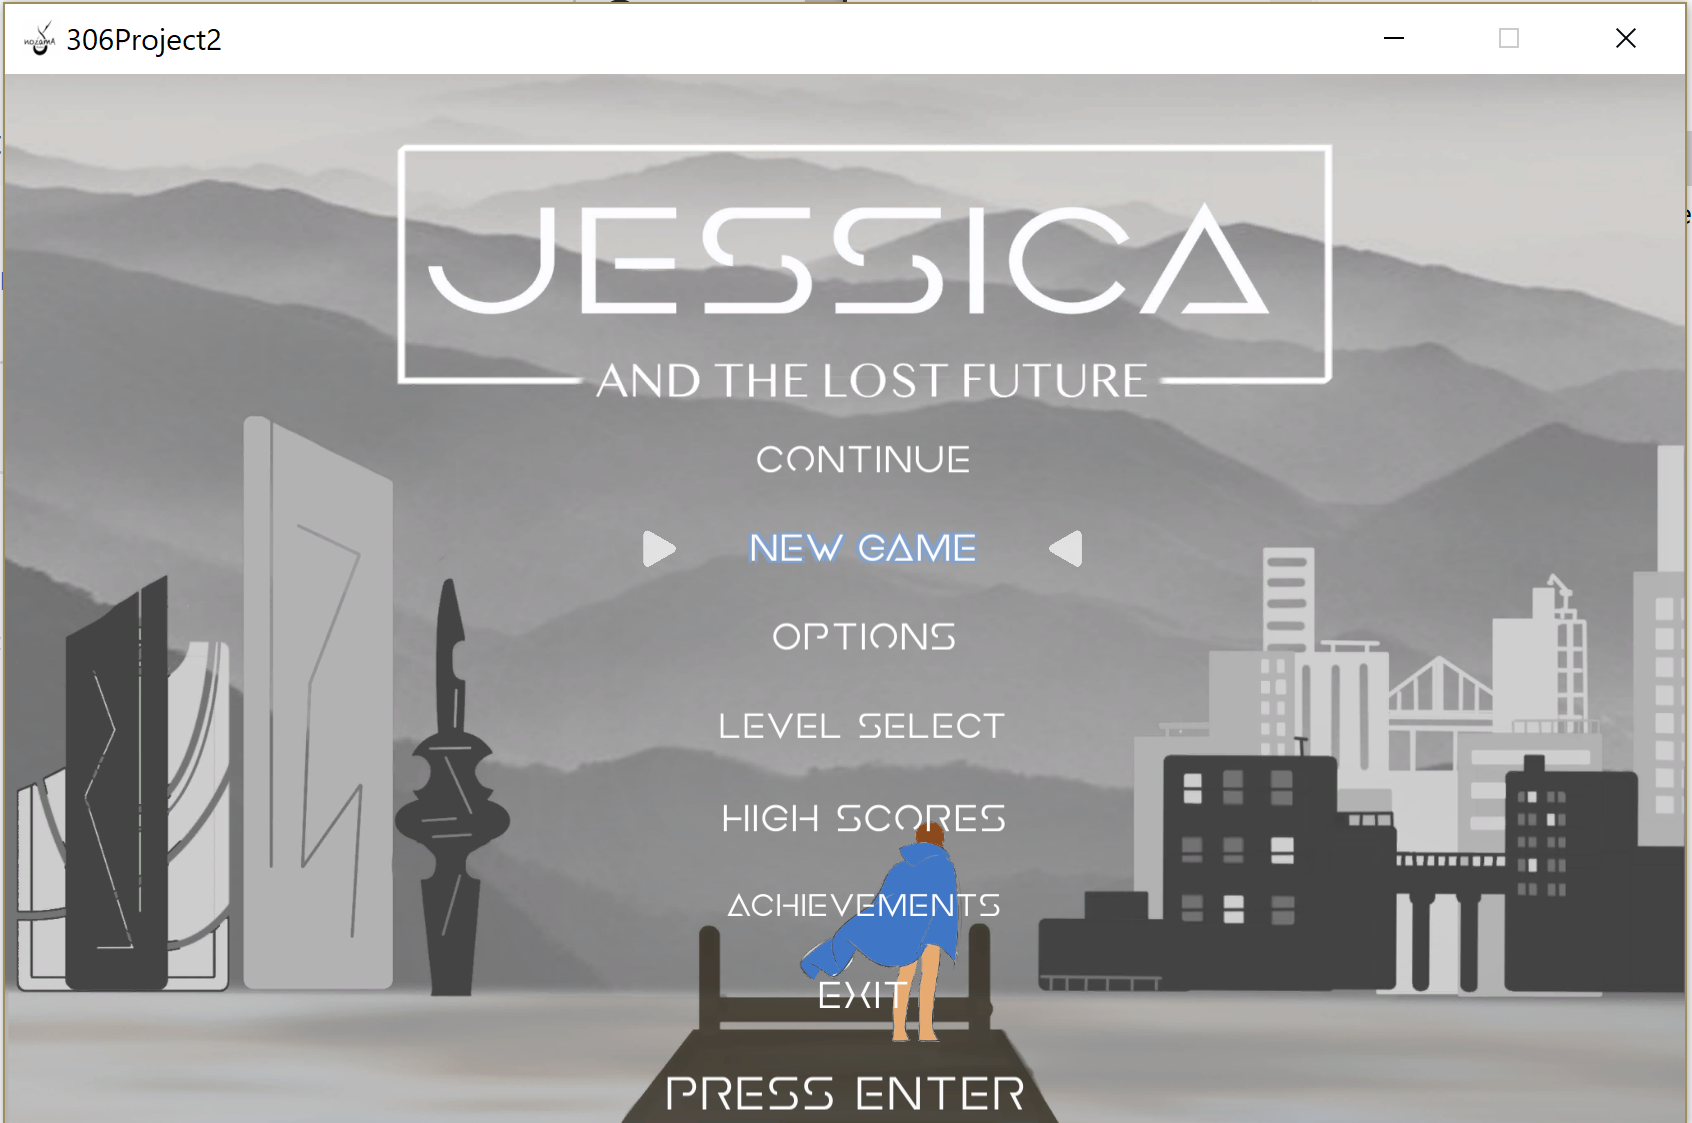 306Project2
JESSICA
AND THE LOST FUTURE
CONTINUE
NEW GAME
OPTIONS
LEVEL SELECT
HIGH SCORES
ACHIEVEMENTS
EXIT
PRESS ENTER